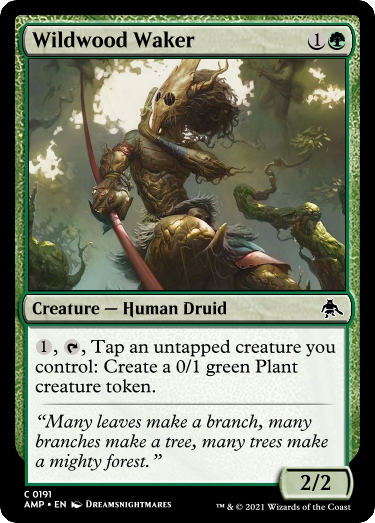 Wildwood Waker 1
Creature — Human Druid
1, , Tap an untapped creature you
control: Create a 0/1 green Plant
creature token.
“Many leaves make a branch, many
branches make a tree, many trees make
a mighty forest.”
2/2
C 0191
AMP • EN DREAMSNIGHTMARES
™ & © 2021 Wizards of the Coast